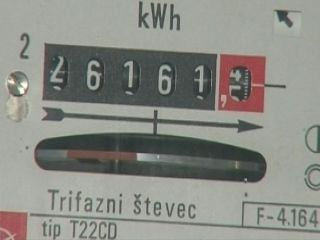 kWh
2
26161,
Trifazni števec
F-4.164
tip T22CD